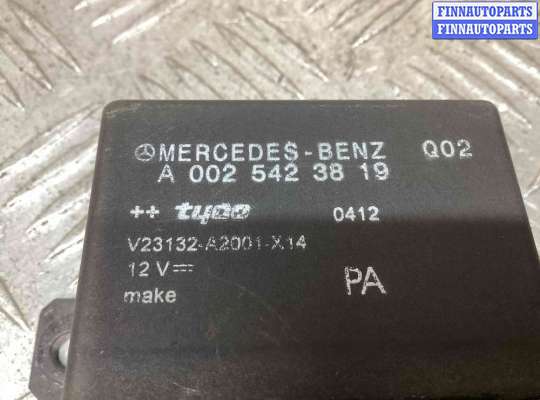 FINNAUTOPARTS
FINNAUTOPARTS
MERCEDES-BENZ Q02
A 002 542 38 19
++ tyco 0412
V23132-A2001-X14
12 V
make
PA